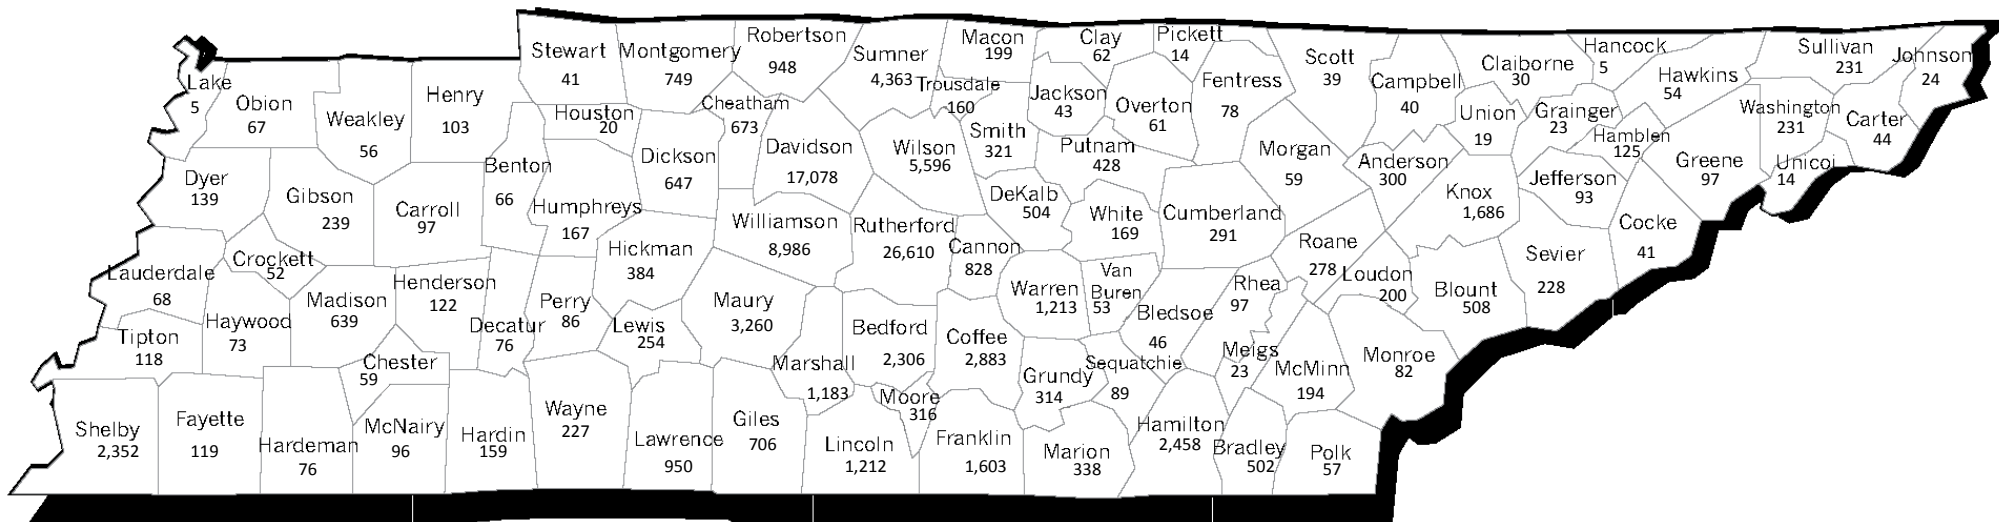 Lake
5
Obion
67
Weakley
56
Henry
103
Stewart
41
Montgomery
749
Robertson
948
Sumner
4,363
Macon
199
Trousdale
160
Clay
62
Pickett
14
Fentress
78
Scott
39
Campbell
40
Claiborne
30
Hancock
5
Hawkins
54
Sullivan
231
Johnson
24
Carter
44
Washington
231
Unicoi
14
Greene
97
Hamblen
125
Grainger
23
Union
19
Jefferson
93
Cocke
41
Sevier
228
Knox
1,686
Anderson
300
Morgan
59
Overton
61
Jackson
43
Putnam
428
Smith
321
Wilson
5,596
Davidson
17,078
Cheatham
673
Dickson
647
Houston
20
Benton
66
Humphreys
167
Carroll
97
Gibson
239
Dyer
139
Crockett
52
Lauderdale
68
Tipton
118
Haywood
73
Madison
639
Henderson
122
Decatur
76
Perry
86
Hickman
384
Lewis
254
Williamson
8,986
Maury
3,260
Rutherford
26,610
Cannon
828
DeKalb
504
White
169
Cumberland
291
Warren
1,213
Van
Buren
53
Bledsoe
46
Rhea
97
Roane
278
Loudon
200
Blount
508
Monroe
82
McMinn
194
Meigs
23
Sequatchie
89
Grundy
314
Coffee
2,883
Bedford
2,306
Marshall
1,183
Moore
316
Chester
59
Shelby
2,352
Fayette
119
Hardeman
76
McNairy
96
Hardin
159
Wayne
227
Lawrence
950
Giles
706
Lincoln
1,212
Franklin
1,603
Marion
338
Hamilton
2,458
Bradley
502
Polk
57